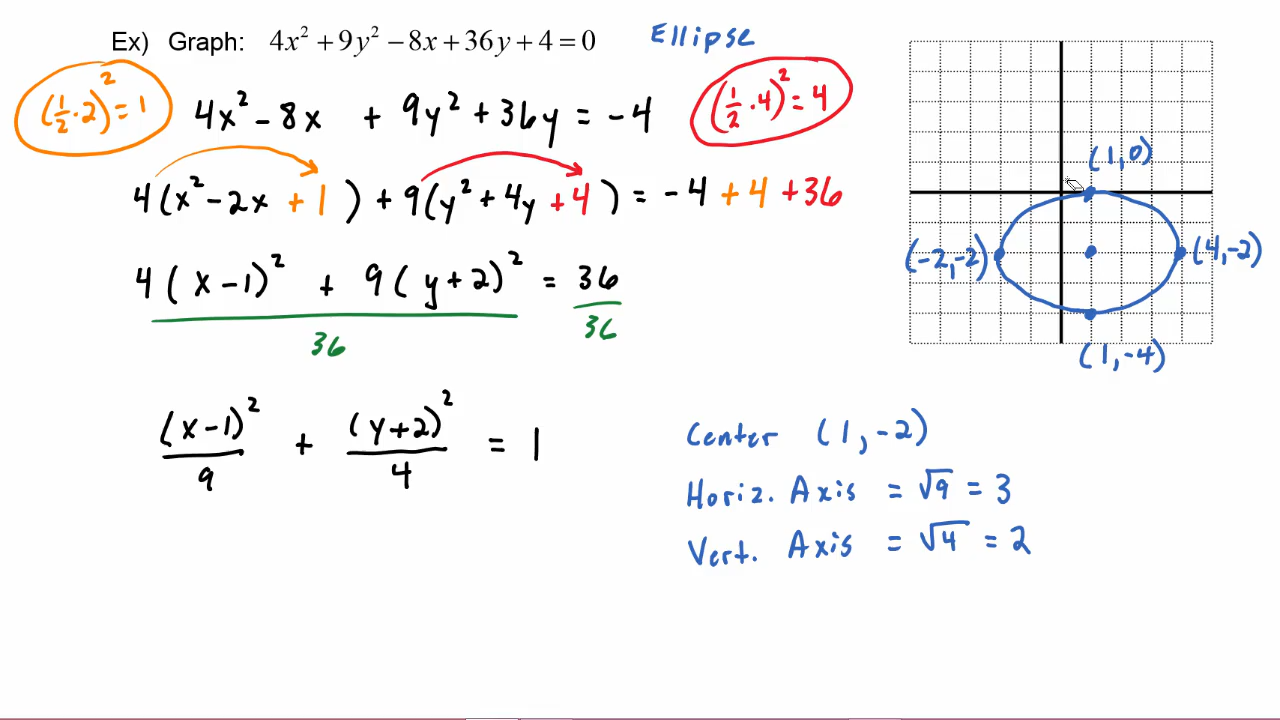 Ex) Graph: 4x² + 9y² − 8x + 36y + 4 = 0 Ellipse
(½ · 2)² = 1
4x² − 8x + 9y² + 36y = −4
(½ · 4)² = 4
4(x² − 2x + 1) + 9(y² + 4y + 4) = −4 + 4 + 36
4(x−1)² + 9(y+2)² = 36
36 36
(x−1)²/9 + (y+2)²/4 = 1
(1,0)
(−2,−2) (4,−2)
(1,−4)
Center (1,−2)
Horiz. Axis = √9 = 3
Vert. Axis = √4 = 2